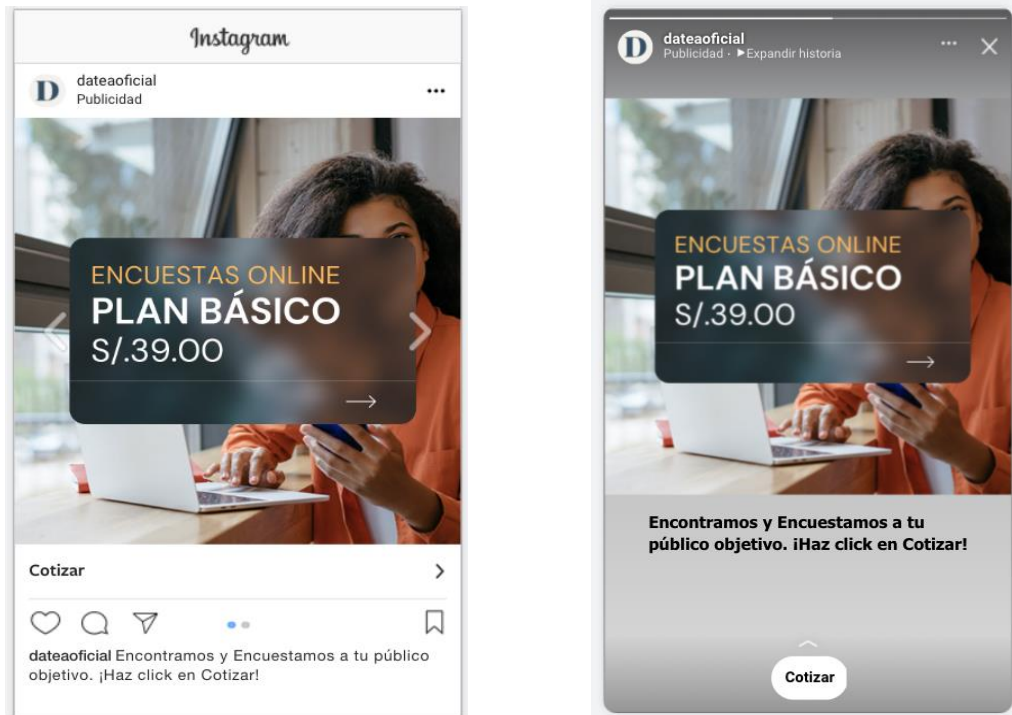 Instagram
D
dateaoficial
Publicidad
ENCUESTAS ONLINE
PLAN BÁSICO
S/.39.00
Cotizar
dateaoficial Encontramos y Encuestamos a tu público
objetivo. ¡Haz click en Cotizar!
D
dateaoficial
Publicidad · Expandir historia
ENCUESTAS ONLINE
PLAN BÁSICO
S/.39.00
Encontramos y Encuestamos a tu
público objetivo. ¡Haz click en Cotizar!
Cotizar